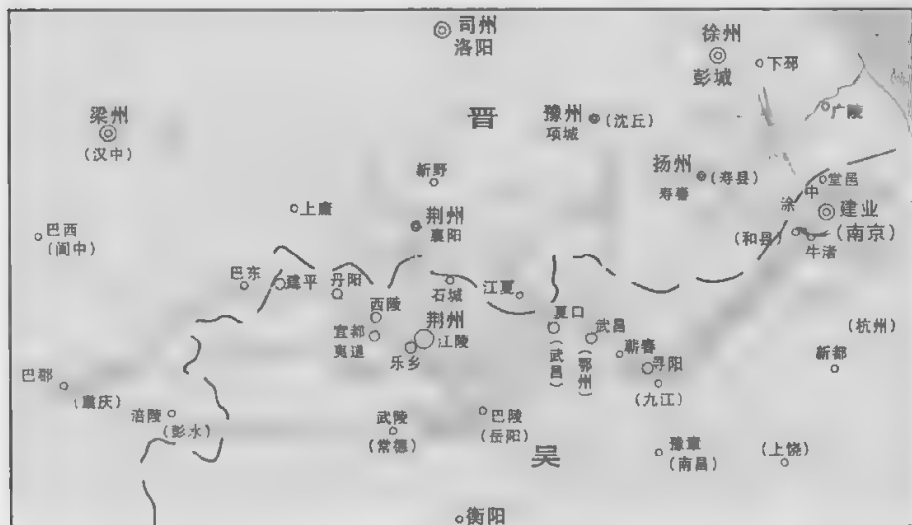 司州
洛阳
徐州
彭城
下邳
梁州
(汉中)
晋
豫州
项城
(沈丘)
广陵
新野
扬州
寿春
(寿县)
堂邑
涂中
上庸
荆州
襄阳
建业
(南京)
巴西
(阆中)
(和县)
牛渚
巴东
建平
丹阳
石城
江夏
西陵
荆州
江陵
夏口
(武昌)
武昌
(鄂州)
(杭州)
宜都
夷道
乐乡
蕲春
寻阳
(九江)
新都
巴郡
(重庆)
涪陵
(彭水)
武陵
(常德)
巴陵
(岳阳)
吴
豫章
(南昌)
(上饶)
衡阳